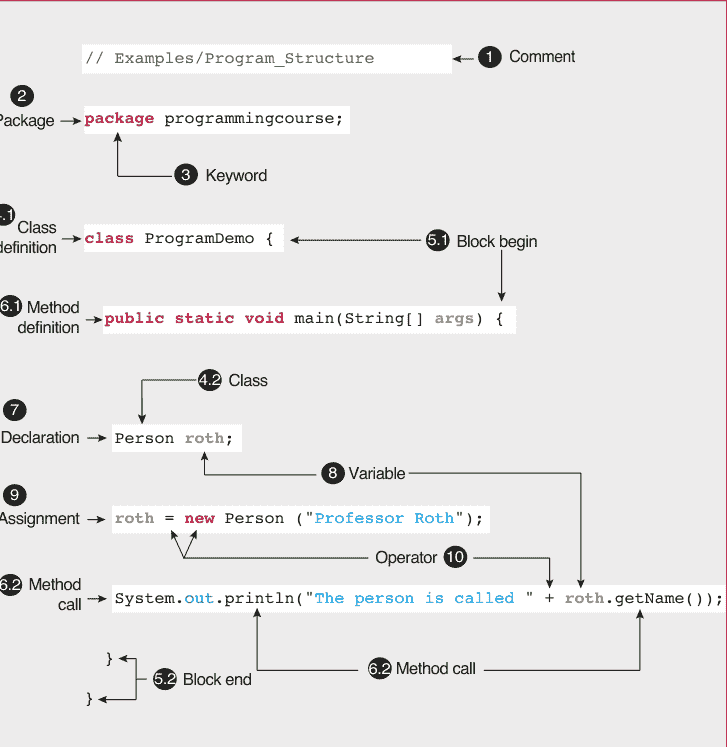 // Examples/Program_Structure
1 Comment
2
Package
package programmingcourse;
3 Keyword
4.1 Class
definition
class ProgramDemo {
5.1 Block begin
6.1 Method
definition
public static void main(String[] args) {
4.2 Class
7
Declaration
Person roth;
8 Variable
9
Assignment
roth = new Person ("Professor Roth");
Operator 10
6.2 Method
call
System.out.println("The person is called " + roth.getName());
6.2 Method call
}
5.2 Block end
}